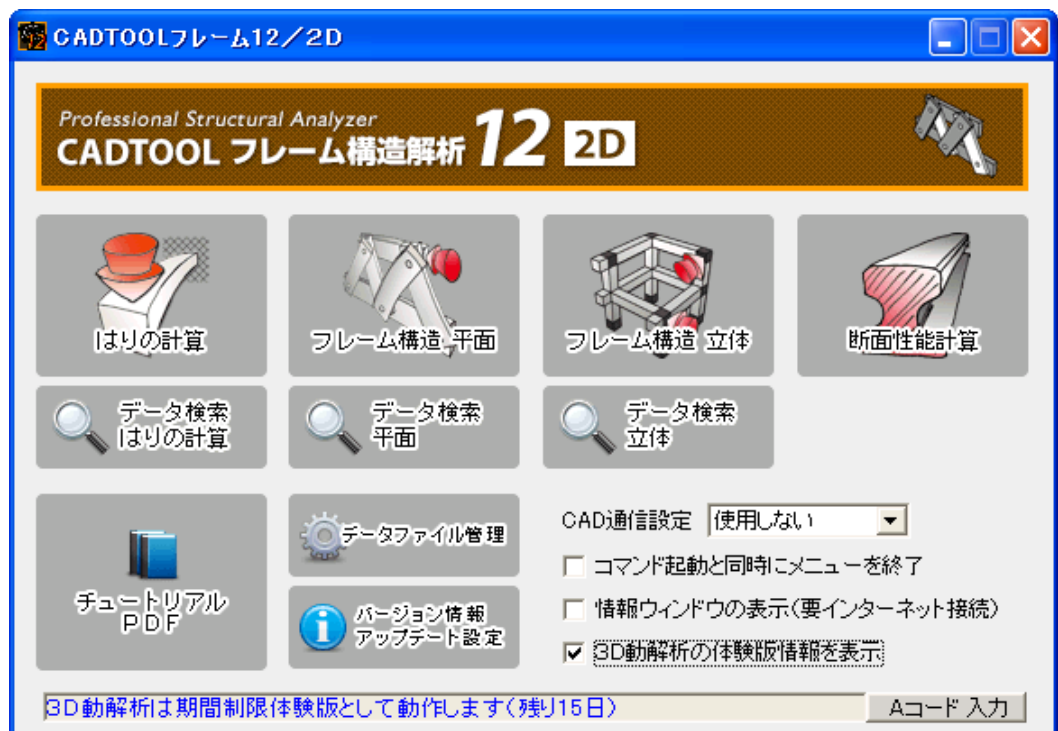 CADTOOLフレーム12/2D
Professional Structural Analyzer
CADTOOL フレーム構造解析 12 2D
はりの計算
フレーム構造 平面
フレーム構造 立体
断面性能計算
データ検索
はりの計算
データ検索
平面
データ検索
立体
チュートリアル
PDF
データファイル管理
バージョン情報
アップデート設定
CAD通信設定 使用しない
コマンド起動と同時にメニューを終了
情報ウィンドウの表示(要インターネット接続)
3D動解析の体験版情報を表示
3D動解析は期間制限体験版として動作します(残り15日)
Aコード 入力